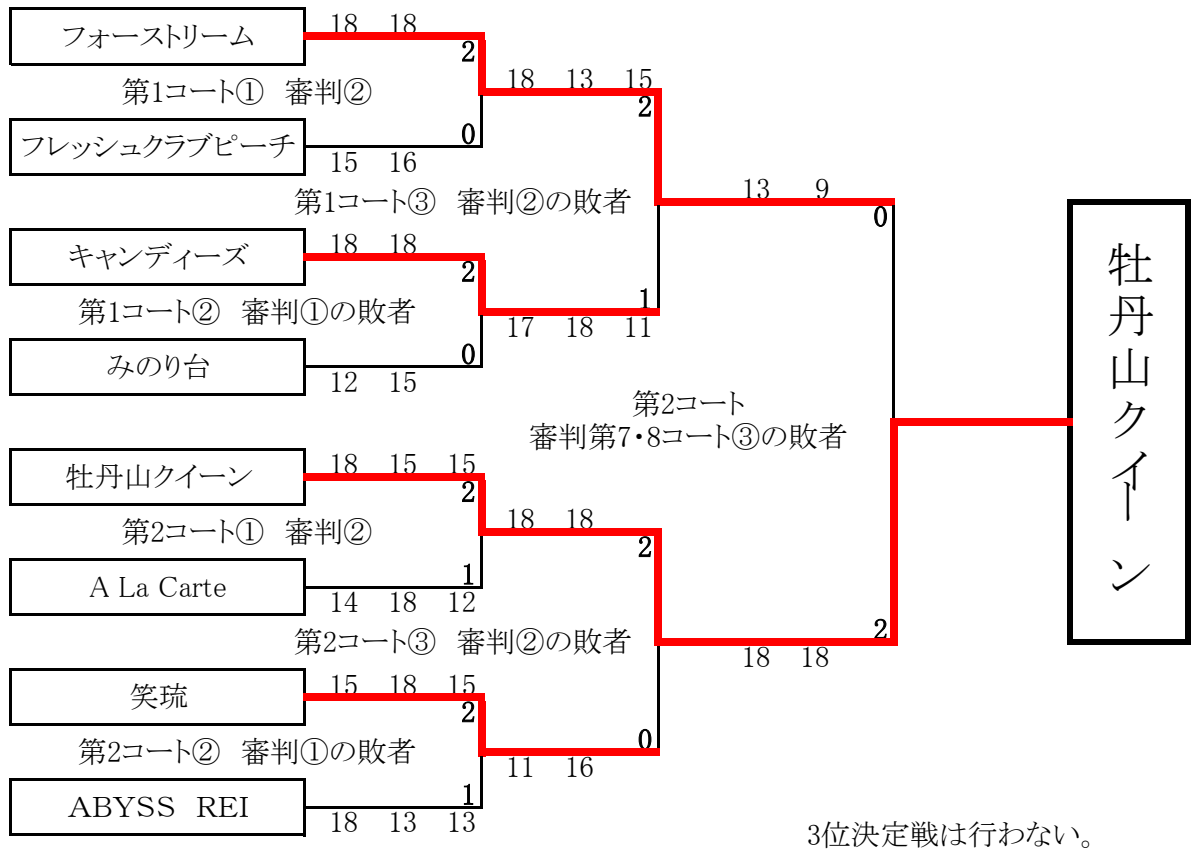 18 18
フォーストリーム
2
18 13 15
第1コート① 審判②
2
フレッシュクラブピーチ
0
15 16
第1コート③ 審判②の敗者
13 9
0
キャンディーズ
18 18
2
第1コート② 審判①の敗者
1
17 18 11
みのり台
0
12 15
第2コート
審判第7・8コート③の敗者
牡丹山クイーン
牡丹山クイーン
18 15 15
2
18 18
第2コート① 審判②
2
A La Carte
1
14 18 12
第2コート③ 審判②の敗者
2
18 18
笑琉
15 18 15
2
第2コート② 審判①の敗者
0
11 16
ABYSS REI
1
18 13 13
3位決定戦は行わない。